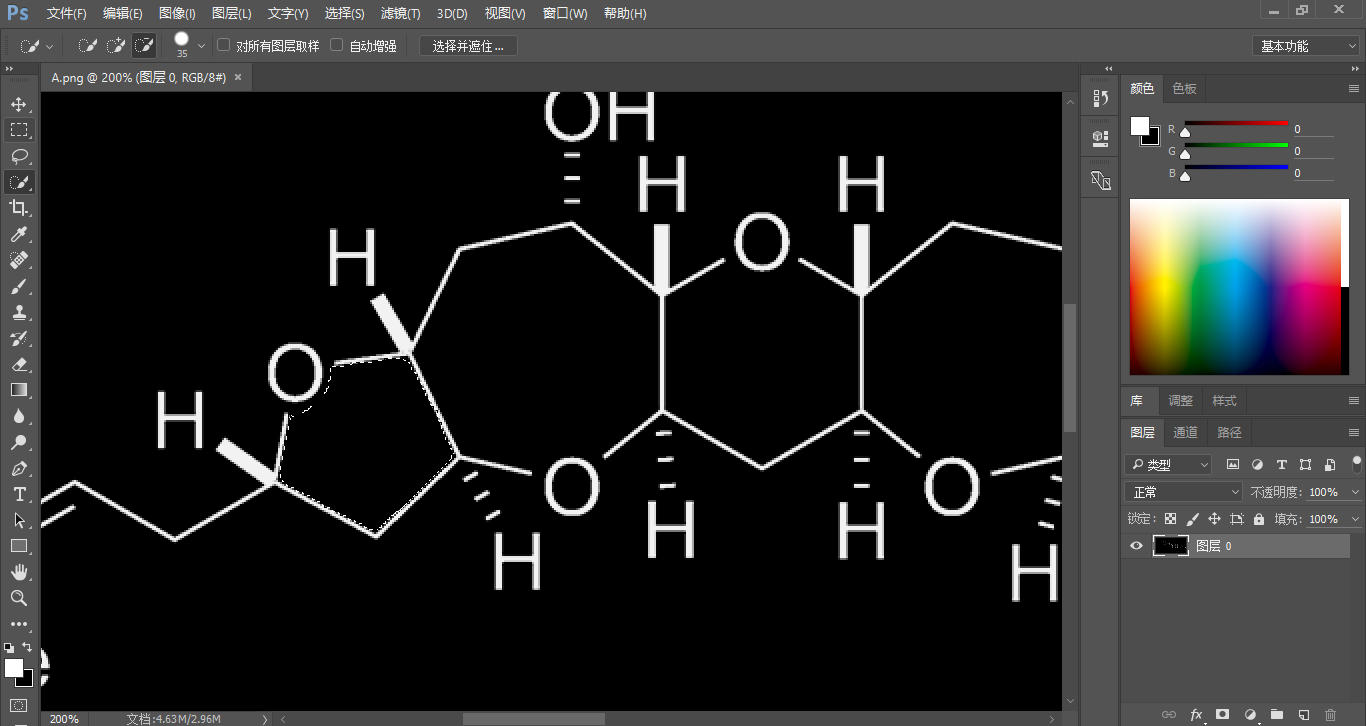 Ps 文件(F) 编辑(E) 图像(I) 图层(L) 文字(Y) 选择(S) 滤镜(T) 3D(D) 视图(V) 窗口(W) 帮助(H)
35 对所有图层取样 自动增强 选择并遮住 ... 基本功能
A.png @ 200% (图层 0, RGB/8#) ×
颜色 色板
R 0
G 0
B 0
OH
H H
O
H
O
H
O O
H H
H H
库 调整 样式
图层 通道 路径
类型
正常 不透明度: 100%
锁定: 填充: 100%
图层 0
fx
200% 文档:4.63M/2.96M